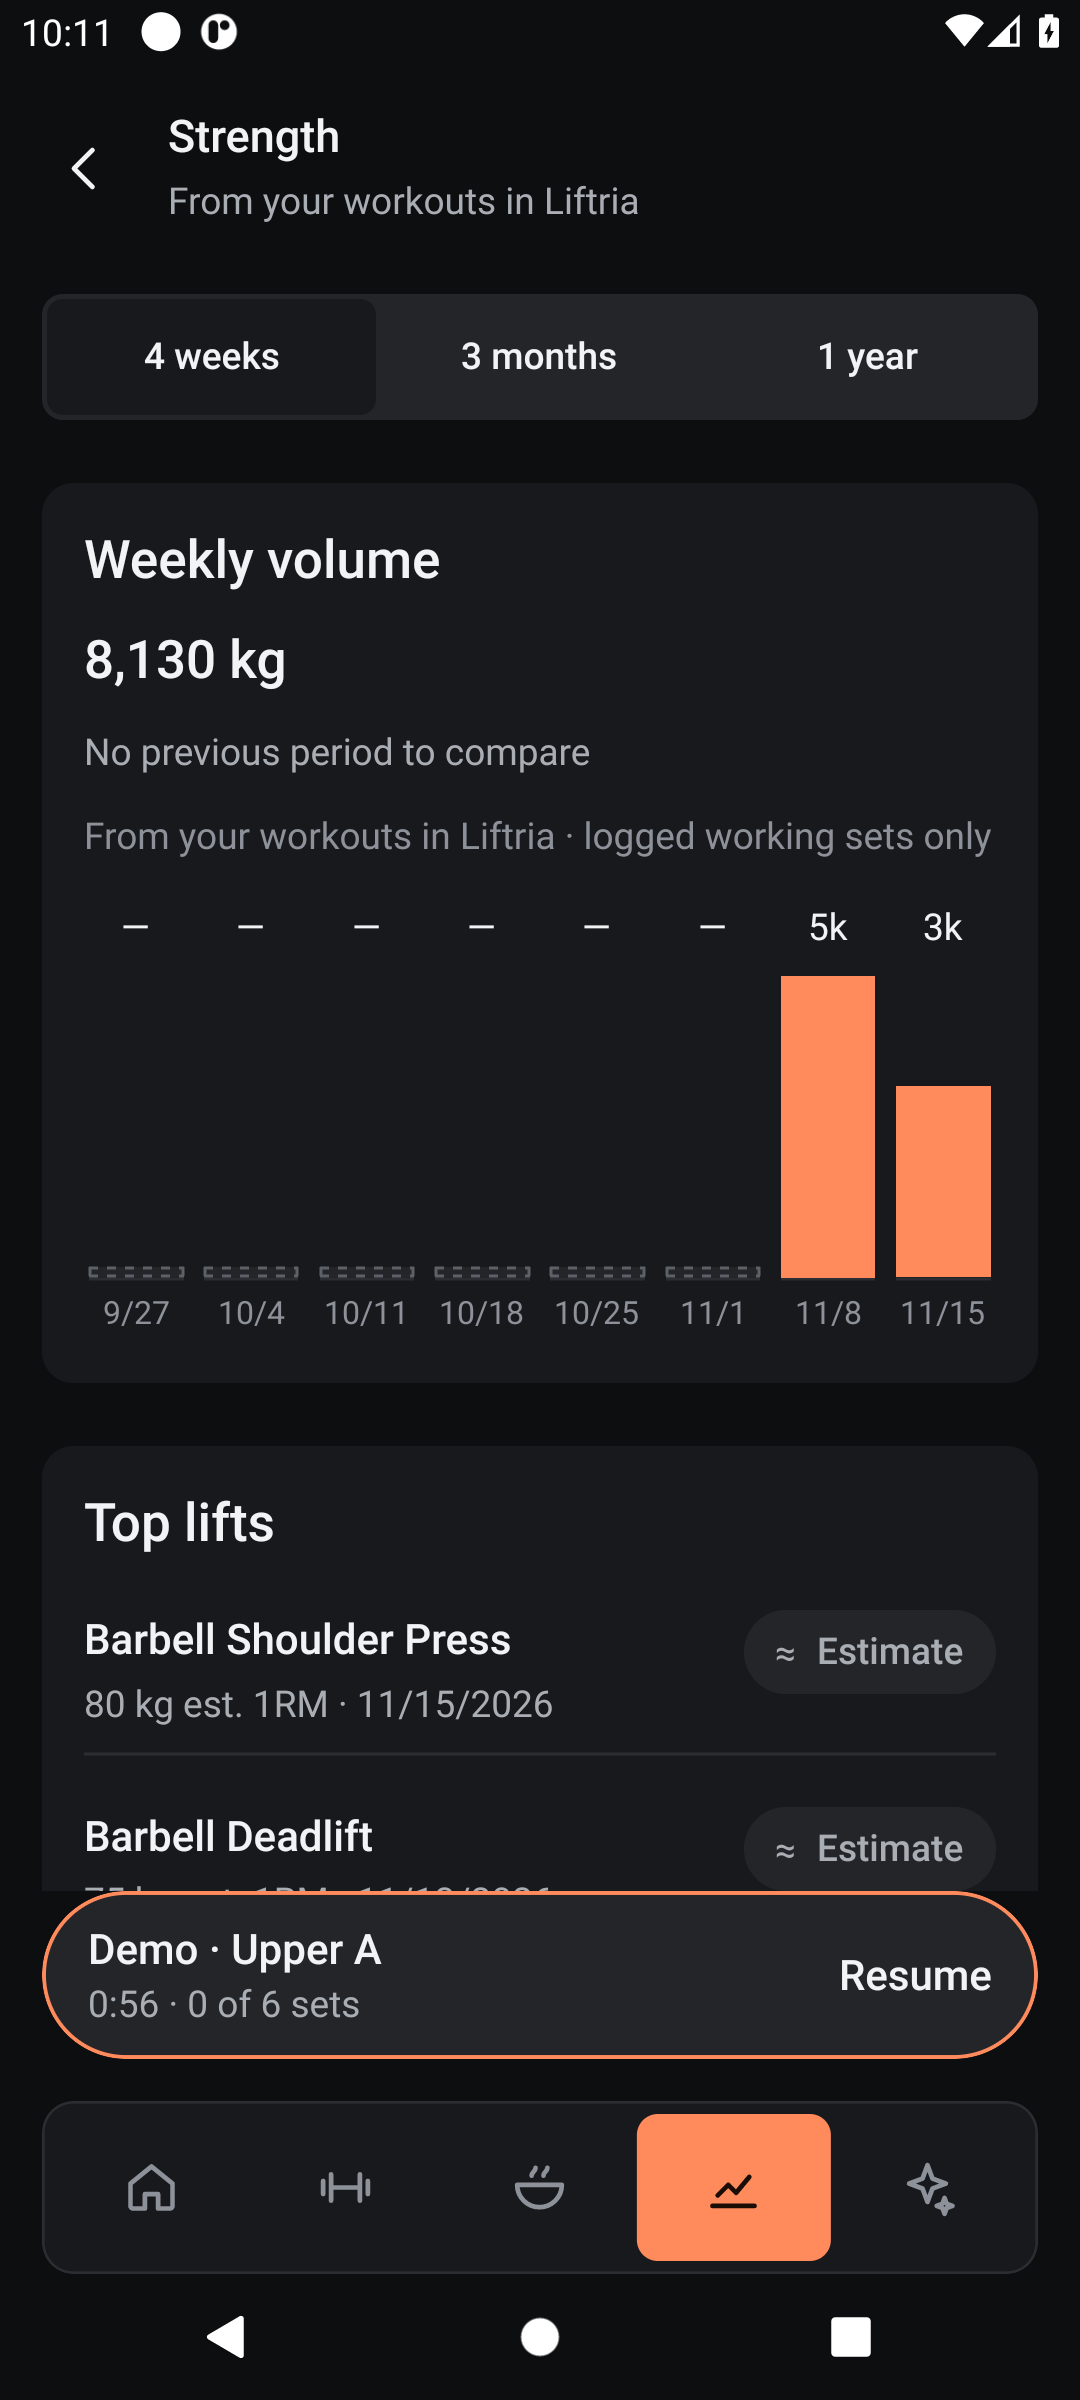 10:11
Strength
From your workouts in Liftria
4 weeks
3 months
1 year
Weekly volume
8,130 kg
No previous period to compare
From your workouts in Liftria · logged working sets only
— — — — — — 5k 3k
9/27 10/4 10/11 10/18 10/25 11/1 11/8 11/15
Top lifts
Barbell Shoulder Press
≈ Estimate
80 kg est. 1RM · 11/15/2026
Barbell Deadlift
≈ Estimate
Demo · Upper A
0:56 · 0 of 6 sets
Resume